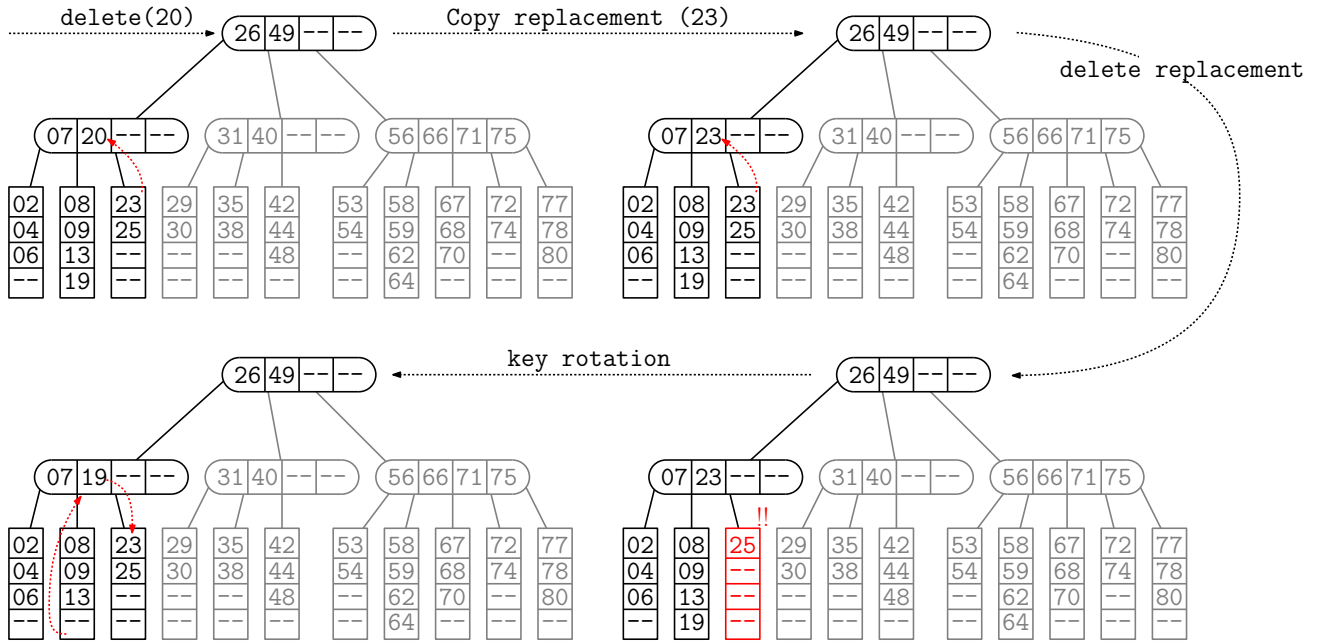 delete(20) Copy replacement (23)
26 49 -- -- 26 49 -- --
delete replacement
07 20 -- -- 31 40 -- -- 56 66 71 75 07 23 -- -- 31 40 -- -- 56 66 71 75
02 08 23 29 35 42 53 58 67 72 77 02 08 23 29 35 42 53 58 67 72 77
04 09 25 30 38 44 54 59 68 74 78 04 09 25 30 38 44 54 59 68 74 78
06 13 -- -- -- 48 -- 62 70 -- 80 06 13 -- -- -- 48 -- 62 70 -- 80
-- 19 -- -- -- -- -- 64 -- -- -- -- 19 -- -- -- -- -- 64 -- -- --
key rotation
26 49 -- -- 26 49 -- --
07 19 -- -- 31 40 -- -- 56 66 71 75 07 23 -- -- 31 40 -- -- 56 66 71 75
!!
02 08 23 29 35 42 53 58 67 72 77 02 08 25 29 35 42 53 58 67 72 77
04 09 25 30 38 44 54 59 68 74 78 04 09 -- 30 38 44 54 59 68 74 78
06 13 -- -- -- 48 -- 62 70 -- 80 06 13 -- -- -- 48 -- 62 70 -- 80
-- -- -- -- -- -- -- 64 -- -- -- -- 19 -- -- -- -- -- 64 -- -- --